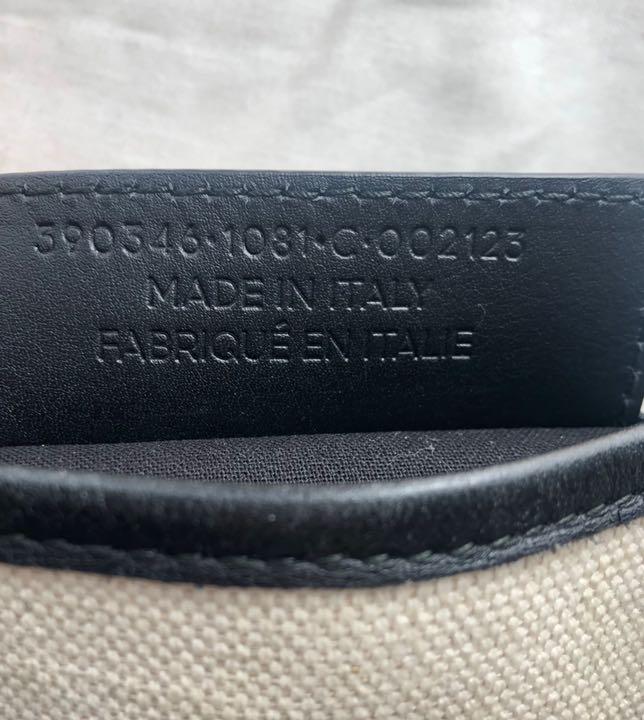 390346·1081·C·002123
MADE IN ITALY
FABRIQUÉ EN ITALIE